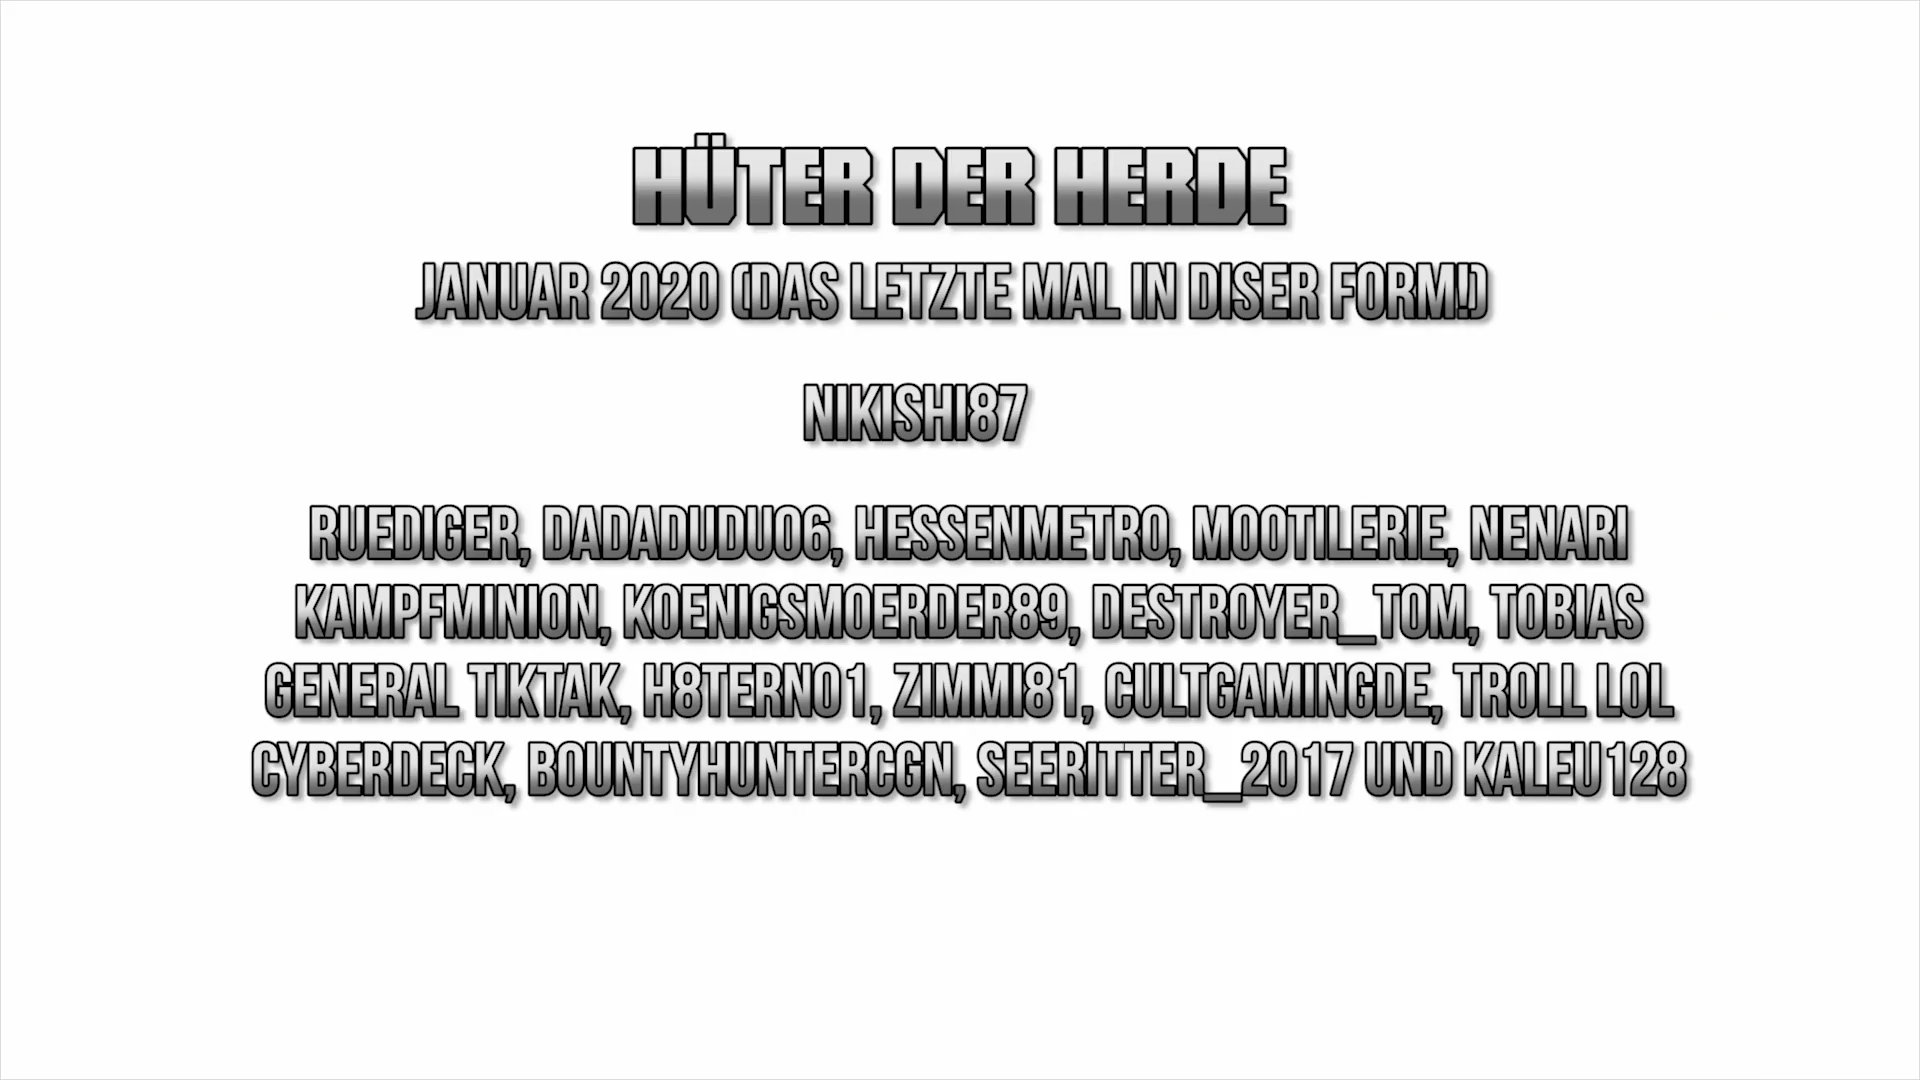 HÜTER DER HERDE
JANUAR 2020 (DAS LETZTE MAL IN DISER FORM!)
NIKISHI87
RUEDIGER, DADADUDU06, HESSENMETRO, MOOTILERIE, NENARI
KAMPFMINION, KOENIGSMOERDER89, DESTROYER_TOM, TOBIAS
GENERAL TIKTAK, H8TERNO1, ZIMMI81, CULTGAMINGDE, TROLL LOL
CYBERDECK, BOUNTYHUNTERCGN, SEERITTER_2017 UND KALEU128